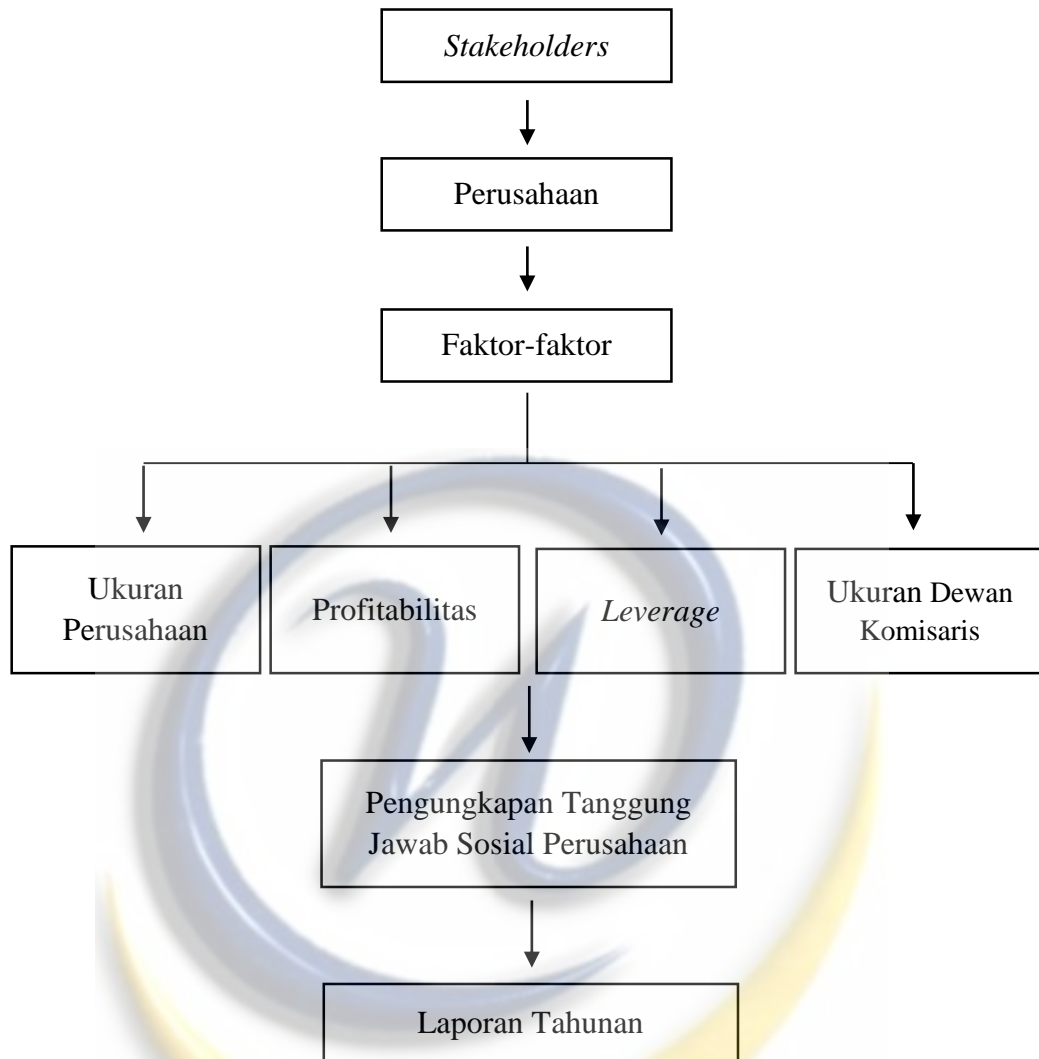 Stakeholders
Perusahaan
Faktor-faktor
Ukuran
Perusahaan
Profitabilitas
Leverage
Ukuran Dewan
Komisaris
Pengungkapan Tanggung
Jawab Sosial Perusahaan
Laporan Tahunan